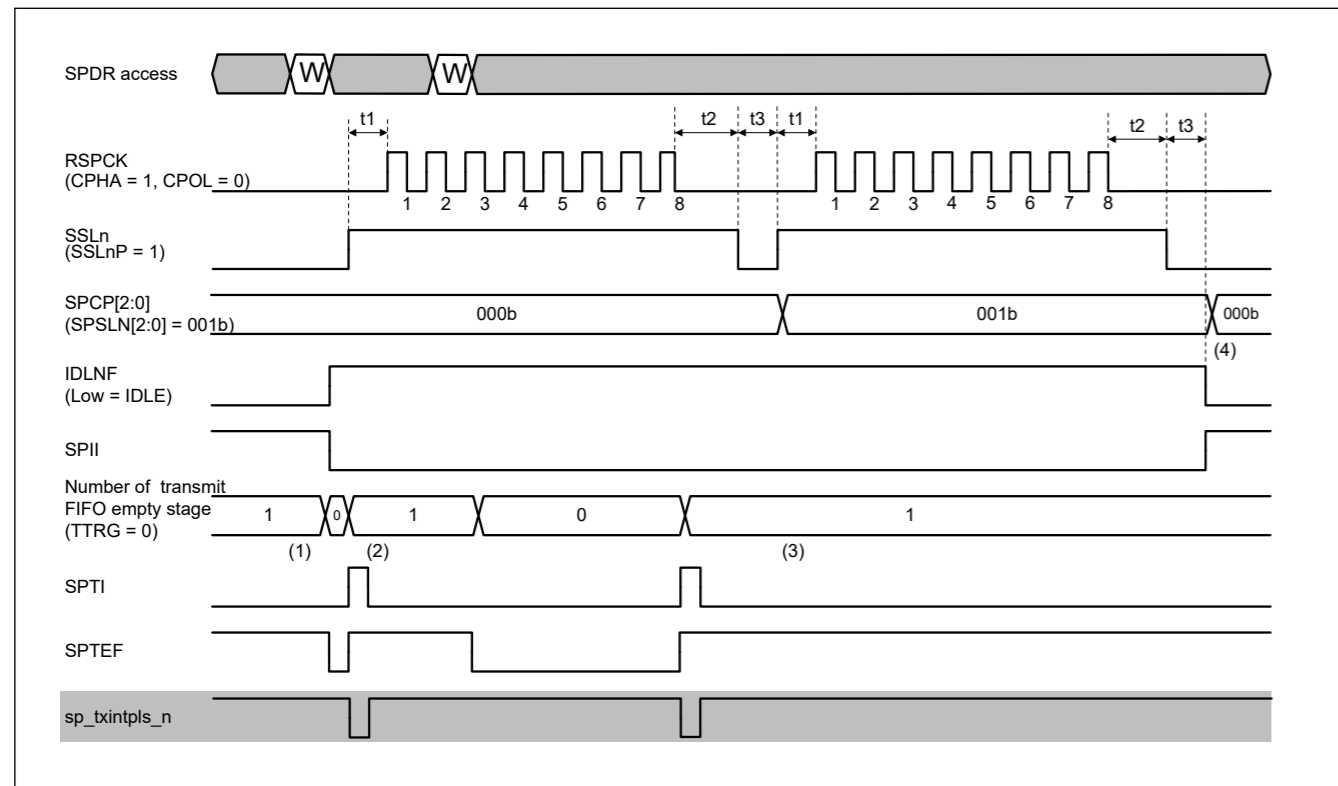 SPDR access
W W
t1 t2 t3 t1 t2 t3
RSPCK
(CPHA = 1, CPOL = 0)
1 2 3 4 5 6 7 8 1 2 3 4 5 6 7 8
SSLn
(SSLnP = 1)
SPCP[2:0]
(SPSLN[2:0] = 001b)
000b 001b 000b
(4)
IDLNF
(Low = IDLE)
SPII
Number of transmit
FIFO empty stage
(TTRG = 0)
1 0 1 0 1
(1) (2) (3)
SPTI
SPTEF
sp_txintpls_n